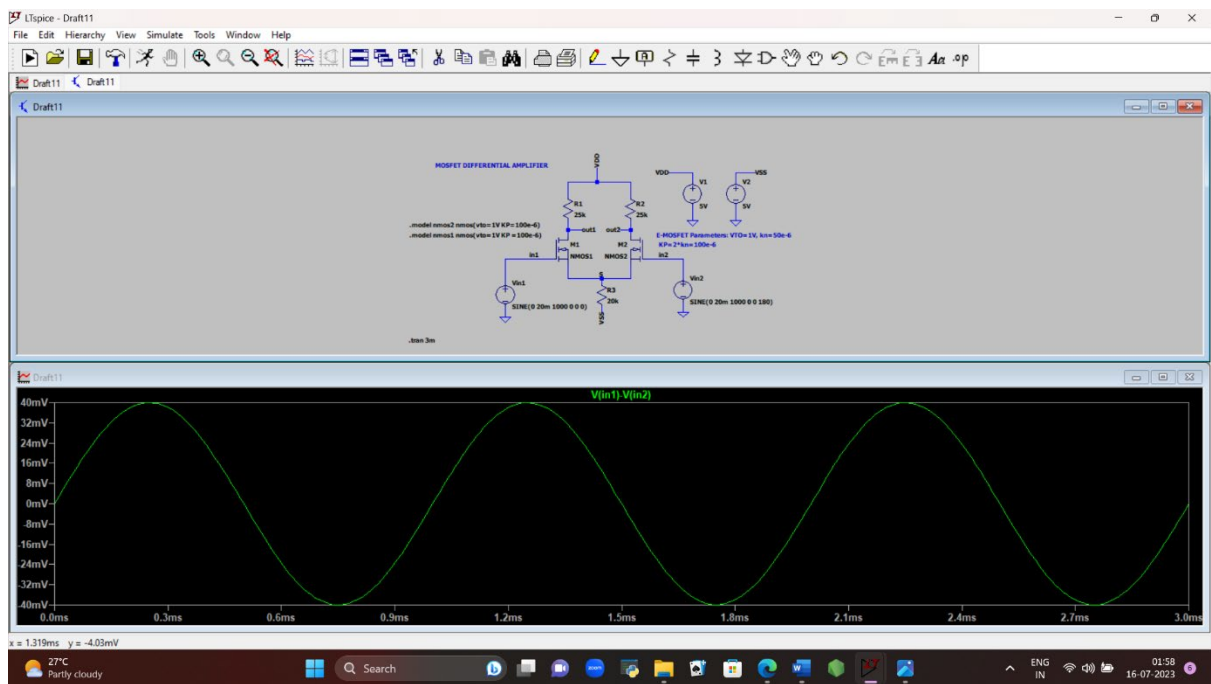 LTspice - Draft11
File Edit Hierarchy View Simulate Tools Window Help
Aa .op
Draft11 Draft11
Draft11
MOSFET DIFFERENTIAL AMPLIFIER
VDD
VDD
V1
5V
V2
VSS
5V
R1
25k
R2
25k
.model nmos2 nmos(vto=1V KP=100e-6)
.model nmos1 nmos(vto=1V KP =100e-6)
out1
out2
E-MOSFET Parameters: VTO=1V, kn=50e-6
KP=2*kn=100e-6
in1
M1
NMOS1
M2
NMOS2
in2
Vin1
SINE(0 20m 1000 0 0 0)
R3
20k
VSS
Vin2
SINE(0 20m 1000 0 0 180)
.tran 3m
Draft11
V(in1)-V(in2)
40mV
32mV
24mV
16mV
8mV
0mV
-8mV
-16mV
-24mV
-32mV
-40mV
0.0ms 0.3ms 0.6ms 0.9ms 1.2ms 1.5ms 1.8ms 2.1ms 2.4ms 2.7ms 3.0ms
x = 1.319ms y = -4.03mV
27°C
Partly cloudy
Search
ENG
IN
01:58
16-07-2023
6